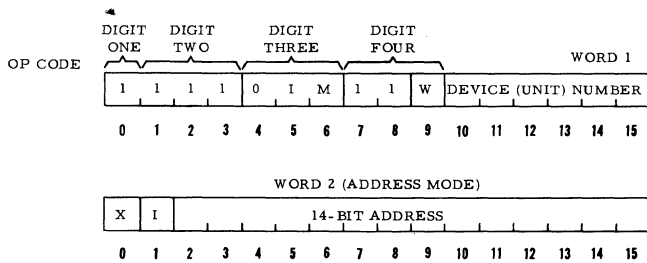 DIGIT ONE DIGIT TWO DIGIT THREE DIGIT FOUR
OP CODE WORD 1
1 1 1 1 0 I M 1 1 W DEVICE (UNIT) NUMBER
0 1 2 3 4 5 6 7 8 9 10 11 12 13 14 15
WORD 2 (ADDRESS MODE)
X I 14-BIT ADDRESS
0 1 2 3 4 5 6 7 8 9 10 11 12 13 14 15